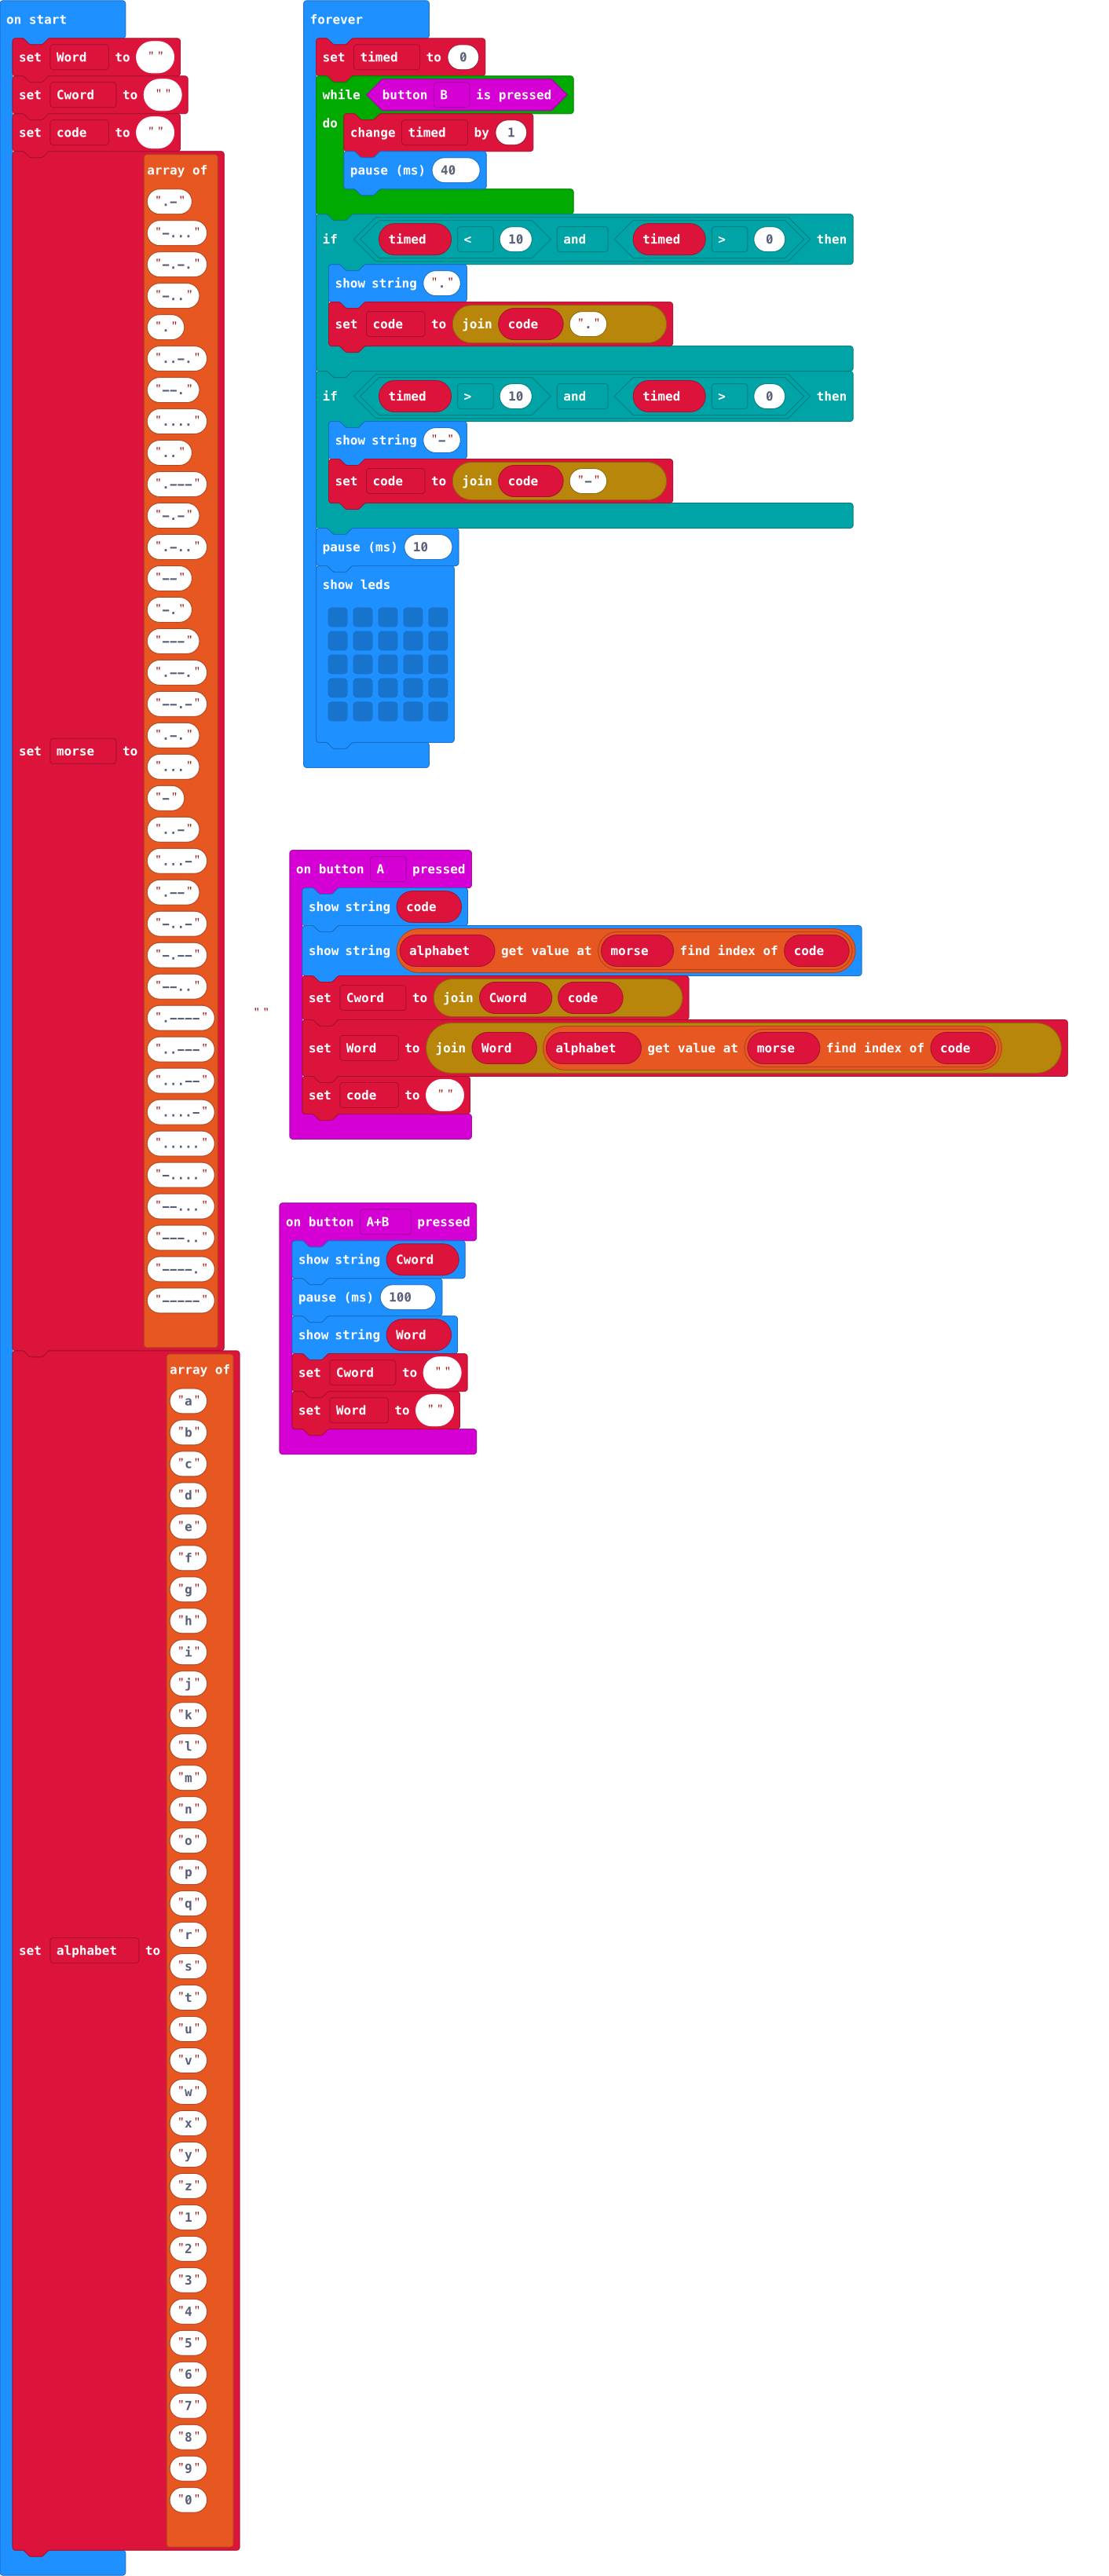 on start
set Word to " "
set Cword to " "
set code to " "
set morse to array of
".-"
"-..."
"-.-."
"-.."
"."
"..-."
"--."
"...."
".."
".---"
"-.-"
".-.."
"--"
"-."
"---"
".--."
"--.-"
".-."
"..."
"-"
"..-"
"...-"
".--"
"-..-"
"-.--"
"--.."
".----"
"..---"
"...--"
"....-"
"....."
"-...."
"--..."
"---.."
"----."
"-----"
set alphabet to array of
"a"
"b"
"c"
"d"
"e"
"f"
"g"
"h"
"i"
"j"
"k"
"l"
"m"
"n"
"o"
"p"
"q"
"r"
"s"
"t"
"u"
"v"
"w"
"x"
"y"
"z"
"1"
"2"
"3"
"4"
"5"
"6"
"7"
"8"
"9"
"0"
forever
set timed to 0
while button B is pressed
do change timed by 1
pause (ms) 40
if timed < 10 and timed > 0 then
show string "."
set code to join code "."
if timed > 10 and timed > 0 then
show string "-"
set code to join code "-"
pause (ms) 10
show leds
on button A pressed
show string code
show string alphabet get value at morse find index of code
set Cword to join Cword code
" "
set Word to join Word alphabet get value at morse find index of code
set code to " "
on button A+B pressed
show string Cword
pause (ms) 100
show string Word
set Cword to " "
set Word to " "